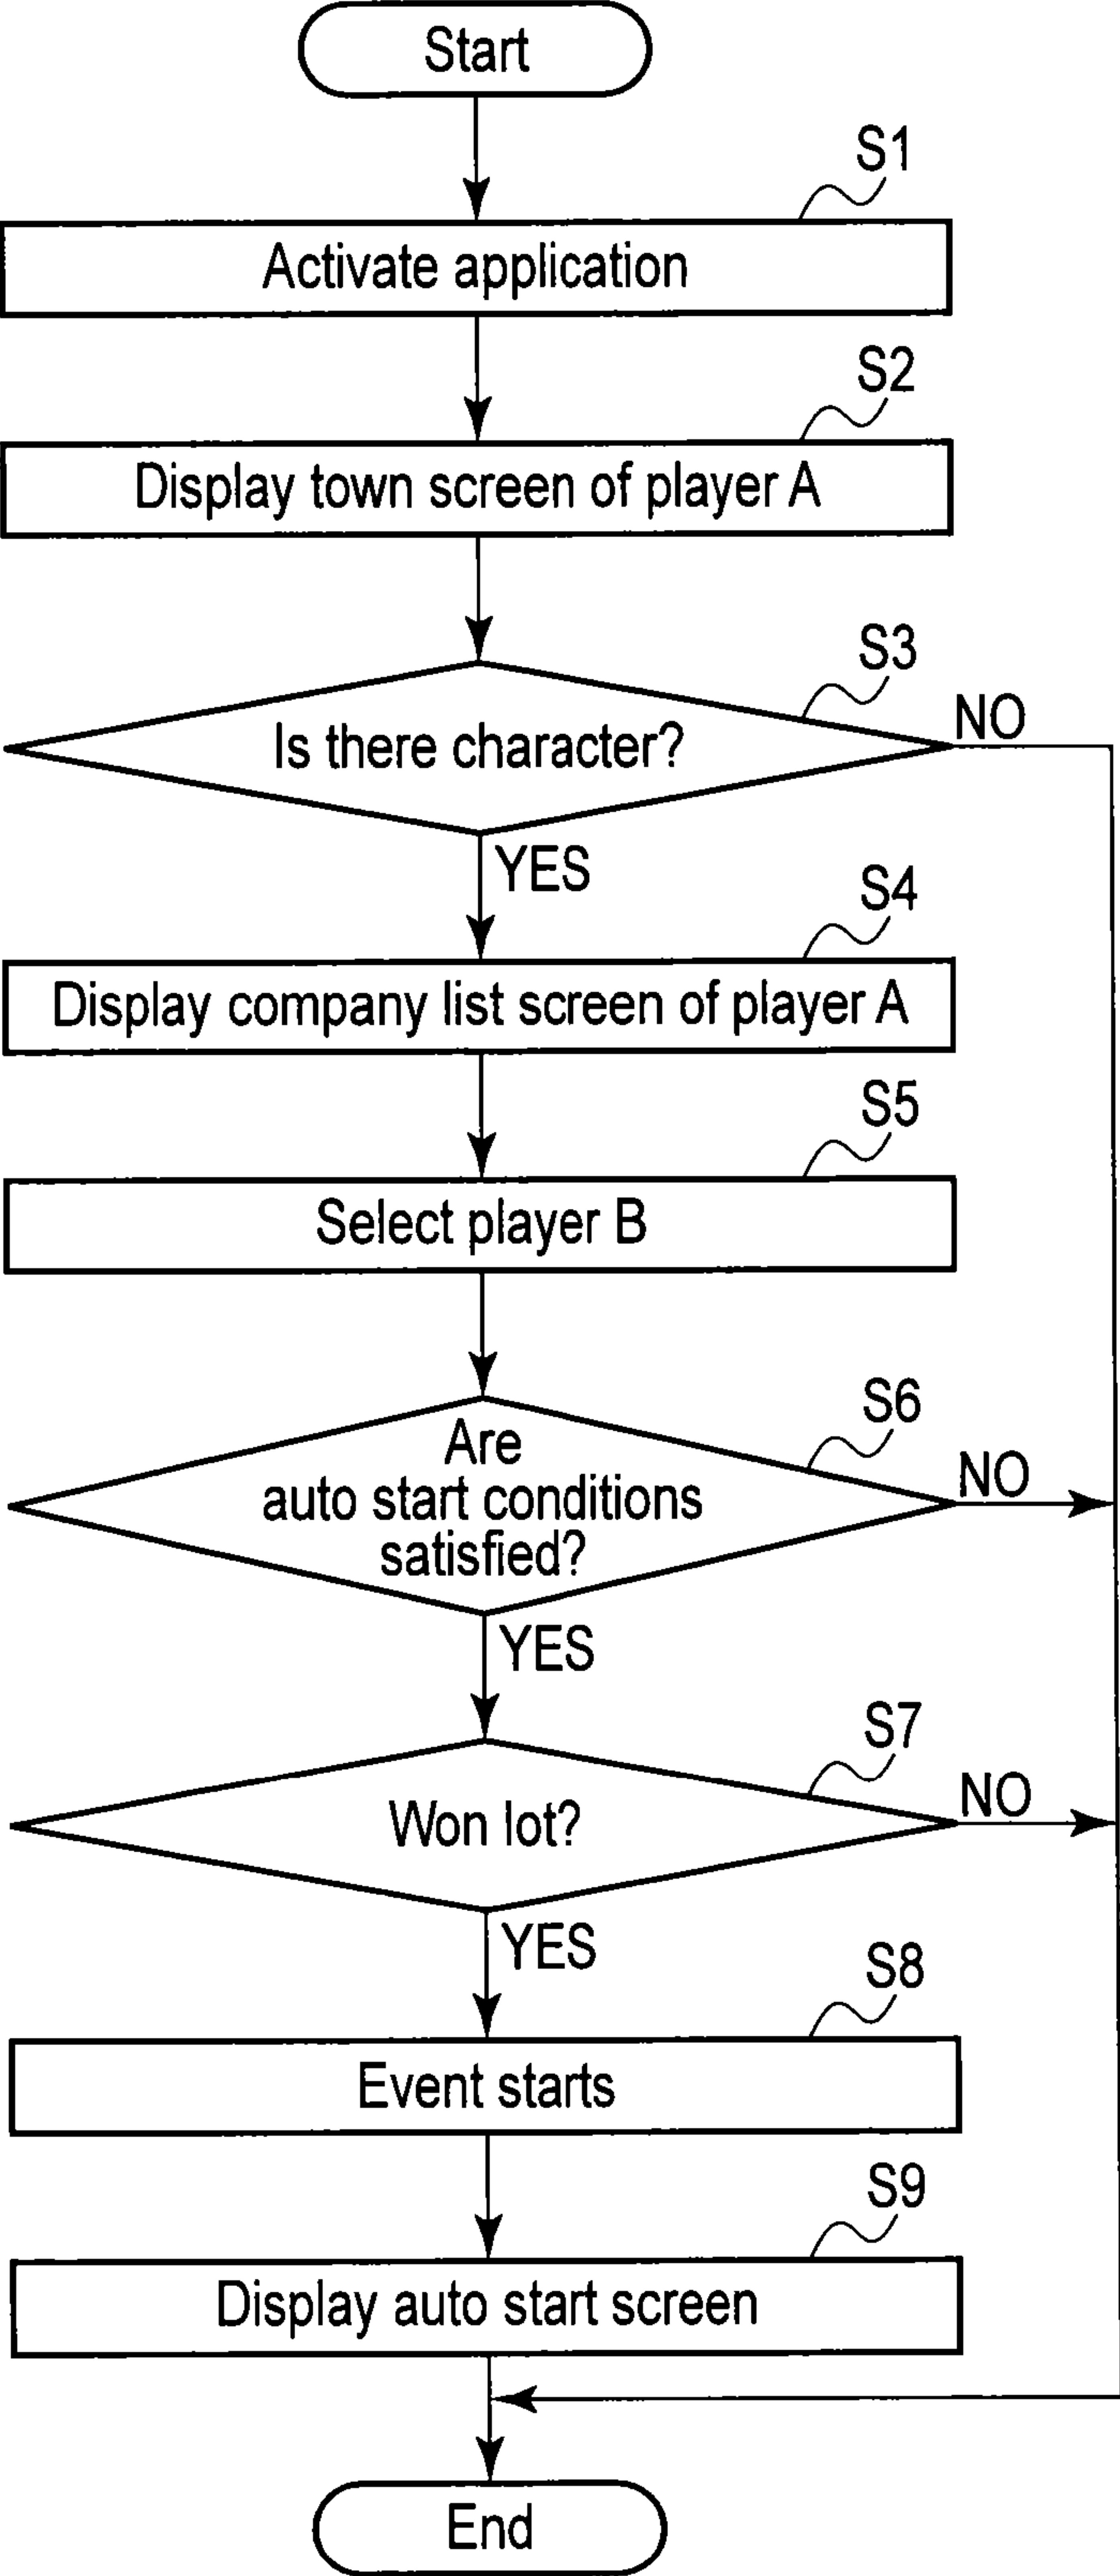 Start
S1
Activate application
S2
Display town screen of player A
S3
Is there character?
NO
YES
S4
Display company list screen of player A
S5
Select player B
S6
Are
auto start conditions
satisfied?
NO
YES
S7
Won lot?
NO
YES
S8
Event starts
S9
Display auto start screen
End